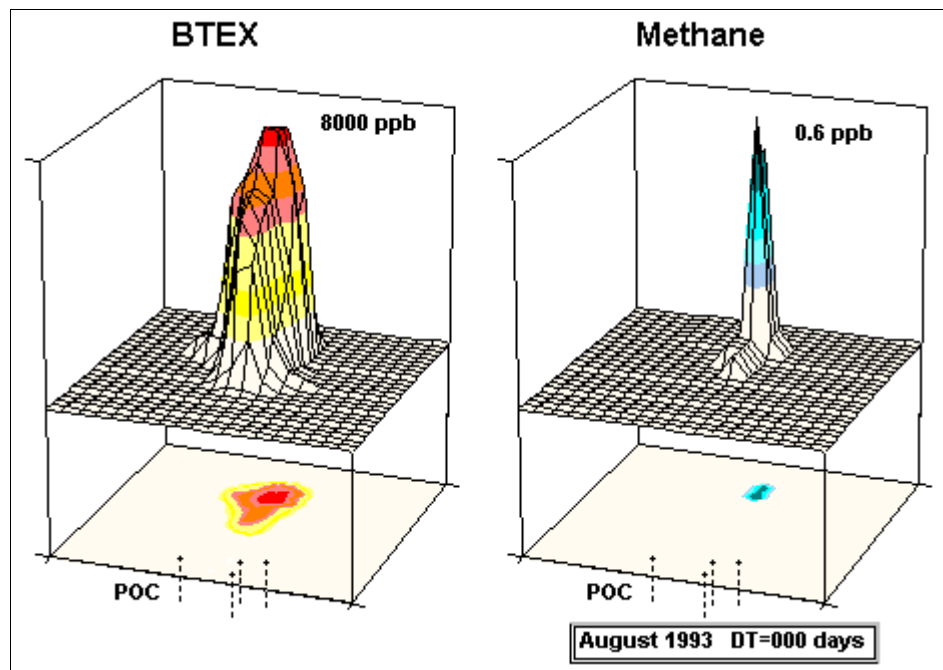 BTEX
Methane
8000 ppb
0.6 ppb
POC
POC
August 1993 DT=000 days